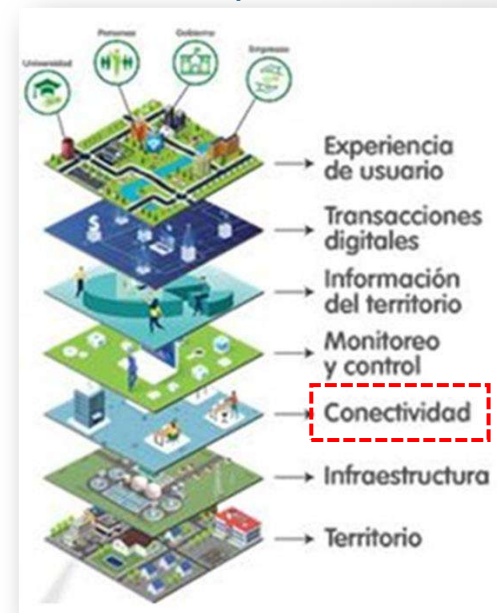 Personas
Gobierno
Universidad
Empresas
Experiencia
de usuario
Transacciones
digitales
Información
del territorio
Monitoreo
y control
Conectividad
Infraestructura
Territorio